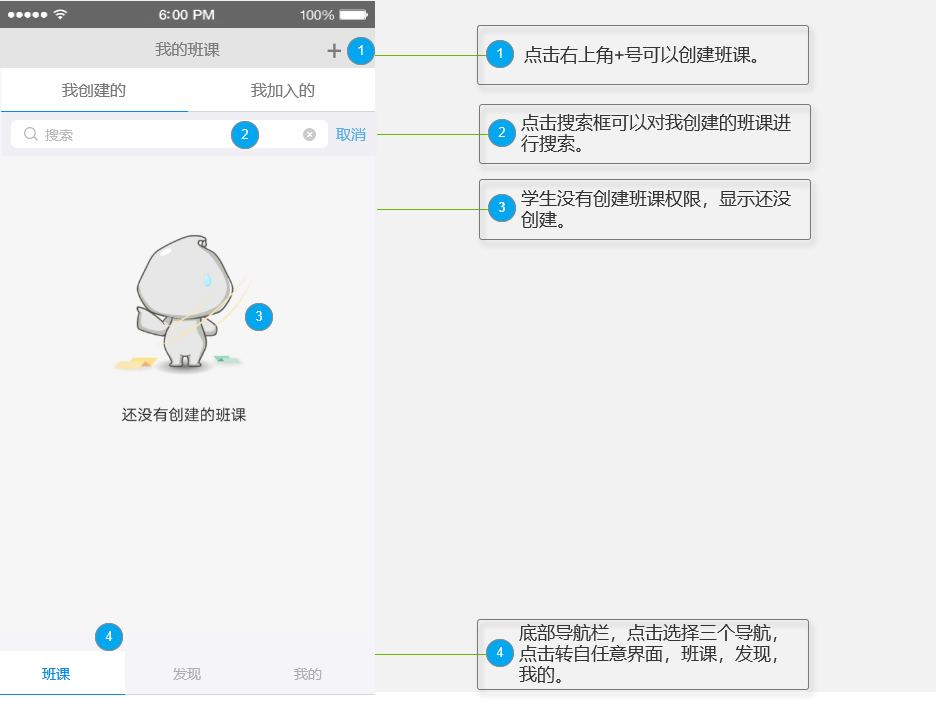 6:00 PM 100%
我的班课 + 1
我创建的 我加入的
搜索 2 取消
3
还没有创建的班课
4
班课 发现 我的
1 点击右上角+号可以创建班课。
2 点击搜索框可以对我创建的班课进
行搜索。
3 学生没有创建班课权限，显示还没
创建。
4 底部导航栏，点击选择三个导航，
点击转自任意界面，班课，发现，
我的。